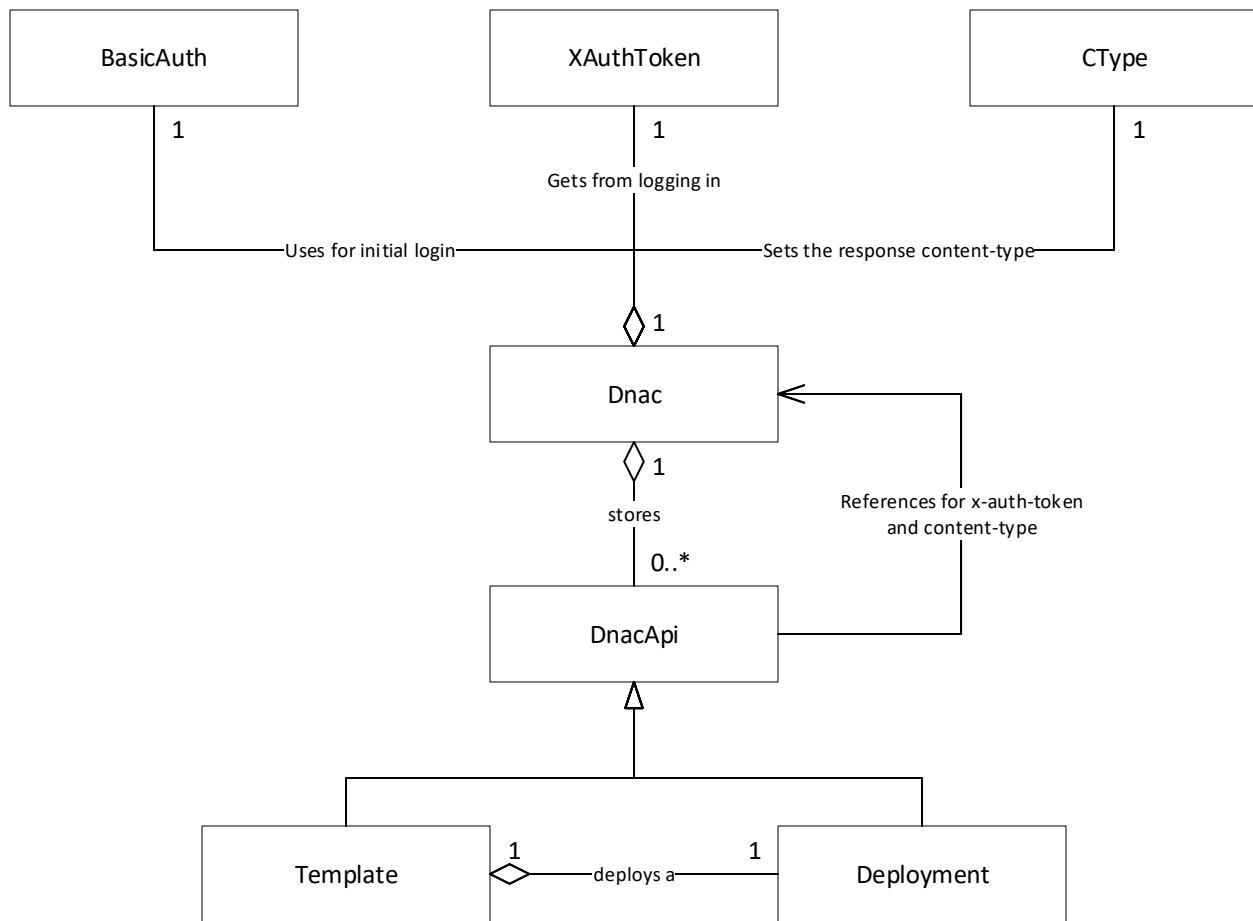 BasicAuth
XAuthToken
CType
1
1
1
Gets from logging in
Uses for initial login
Sets the response content-type
1
Dnac
1
stores
References for x-auth-token
and content-type
0..*
DnacApi
1
1
deploys a
Template
Deployment